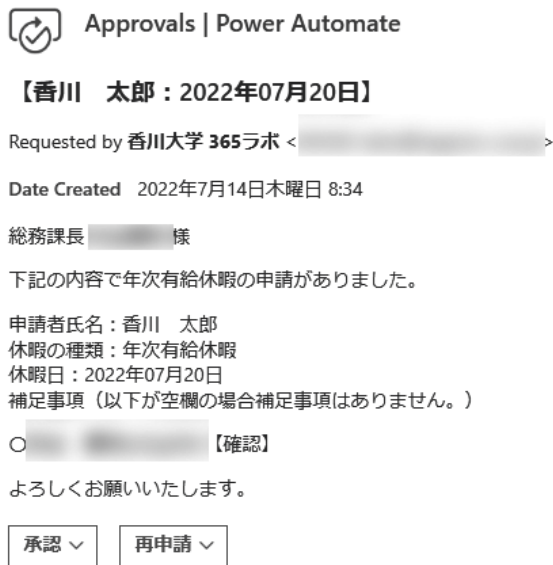 Approvals | Power Automate
【香川　太郎：2022年07月20日】
Requested by 香川大学 365ラボ < >
Date Created 2022年7月14日木曜日 8:34
総務課長 様
下記の内容で年次有給休暇の申請がありました。
申請者氏名：香川　太郎
休暇の種類：年次有給休暇
休暇日：2022年07月20日
補足事項（以下が空欄の場合補足事項はありません。）
○ 【確認】
よろしくお願いいたします。
承認
再申請